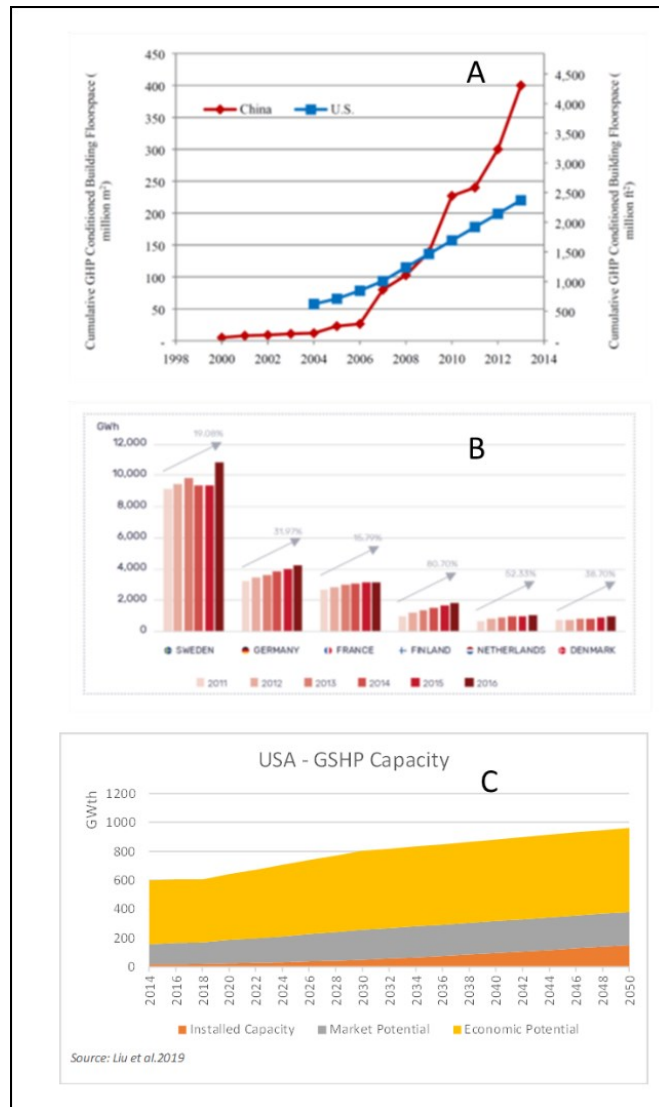 A
Cumulative GHP Conditioned Building Floorspace (
million m²)
450
400
350
300
250
200
150
100
50
-
4,500
4,000
3,500
3,000
2,500
2,000
1,500
1,000
500
-
Cumulative GHP Conditioned Building Floorspace (
million ft²)
China U.S.
1998 2000 2002 2004 2006 2008 2010 2012 2014
B
GWh
12,000
10,000
8,000
6,000
4,000
2,000
0
19.08% 31.97% 15.79% 80.70% 52.33% 38.70%
SWEDEN GERMANY FRANCE FINLAND NETHERLANDS DENMARK
2011 2012 2013 2014 2015 2016
USA - GSHP Capacity
C
GWth
1200
1000
800
600
400
200
0
2014 2016 2018 2020 2022 2024 2026 2028 2030 2032 2034 2036 2038 2040 2042 2044 2046 2048 2050
Installed Capacity Market Potential Economic Potential
Source: Liu et al.2019